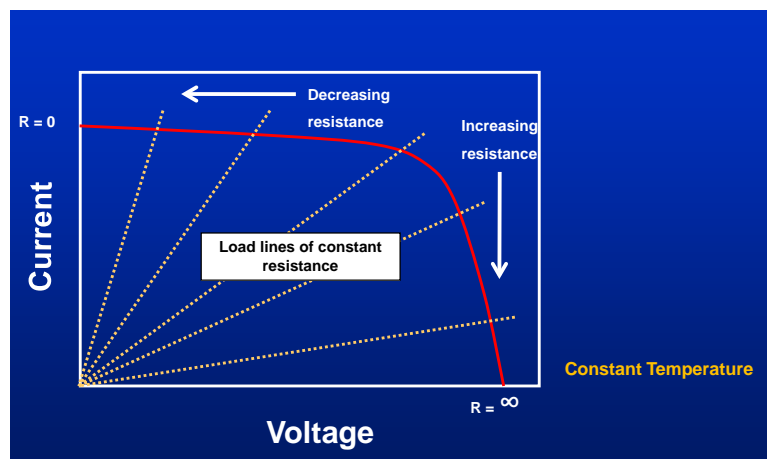 Decreasing
resistance
R = 0
Increasing
resistance
Current
Load lines of constant
resistance
Constant Temperature
R = ∞
Voltage